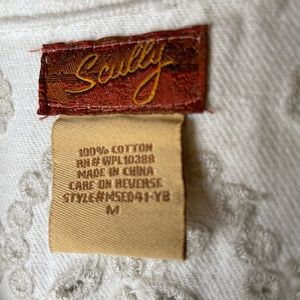 Scully
100% COTTON
RN# WPL10388
MADE IN CHINA
CARE ON REVERSE
STYLE#MSE041-YB
M